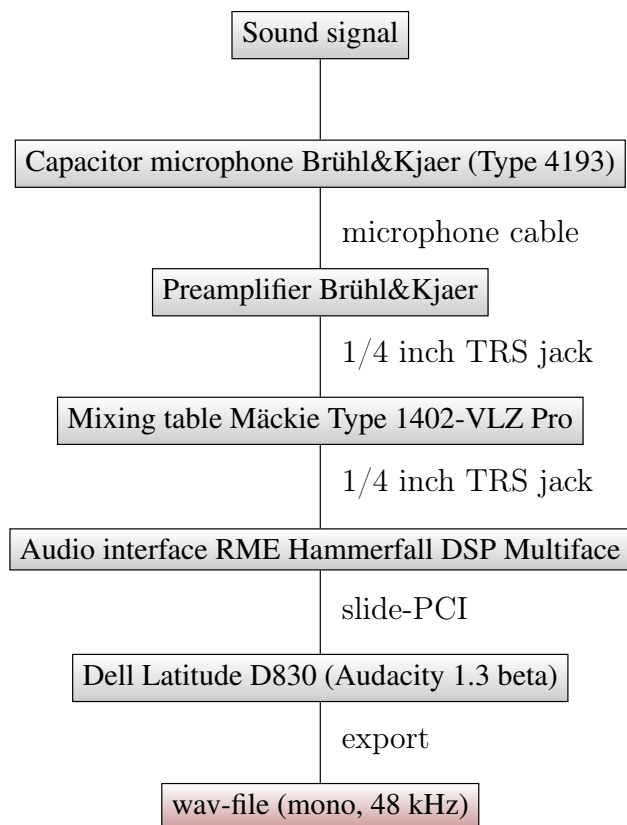 Sound signal
Capacitor microphone Brühl&Kjaer (Type 4193)
microphone cable
Preamplifier Brühl&Kjaer
1/4 inch TRS jack
Mixing table Mäckie Type 1402-VLZ Pro
1/4 inch TRS jack
Audio interface RME Hammerfall DSP Multiface
slide-PCI
Dell Latitude D830 (Audacity 1.3 beta)
export
wav-file (mono, 48 kHz)